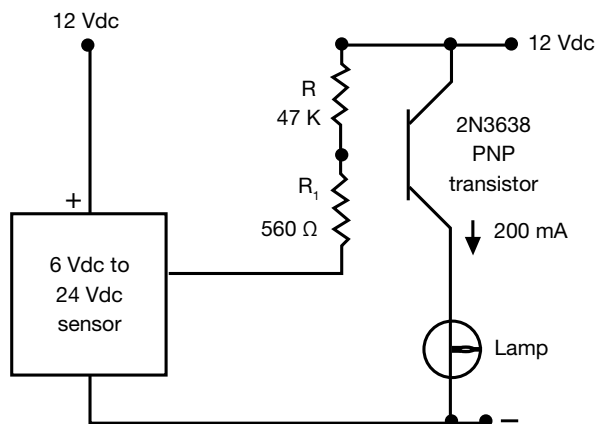 12 Vdc
12 Vdc
R
47 K
2N3638
PNP
transistor
R₁
560 Ω
+
200 mA
6 Vdc to
24 Vdc
sensor
Lamp
–